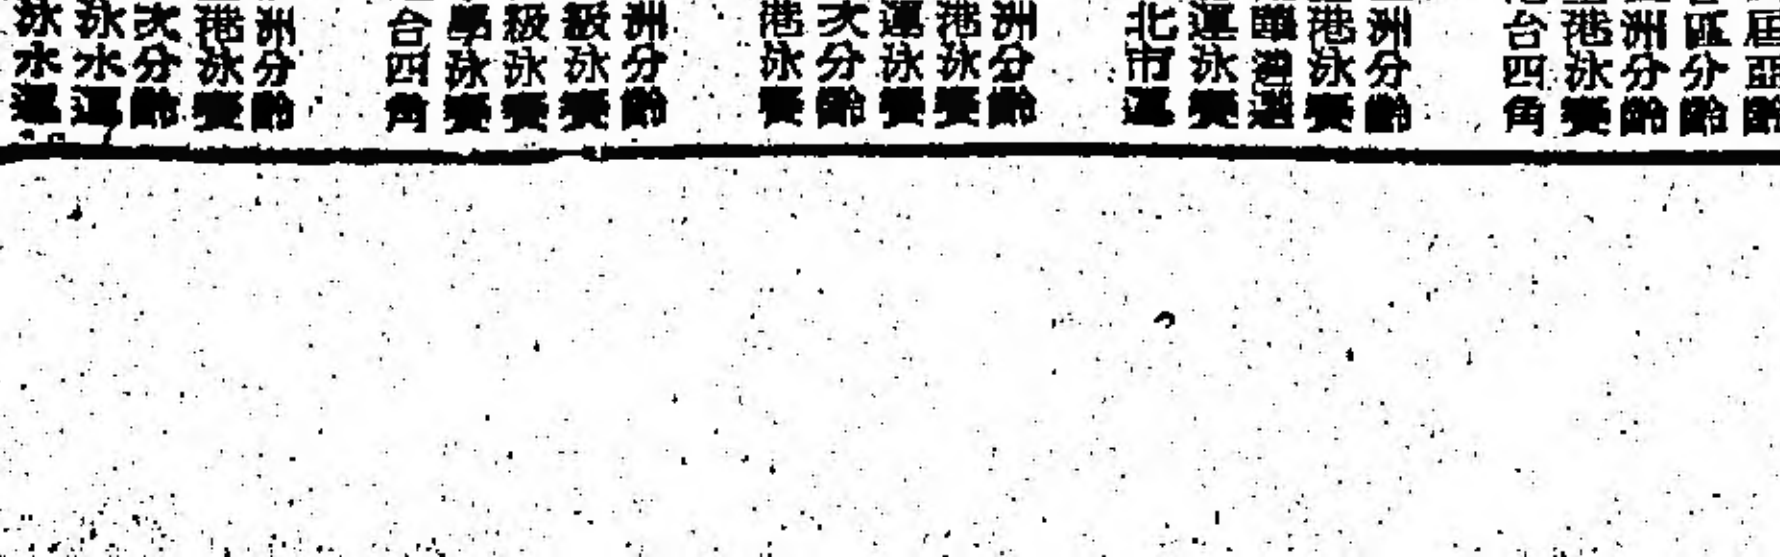 洲分齡
港泳賽
洲分齡
台四角
洲分齡
港泳賽
運泳賽
北市運
洲分齡
港泳賽
運泳賽
次分齡
港泳賽
洲分齡
級泳賽
級泳賽
學泳賽
台四角
洲分齡
港泳賽
次分齡
泳水運
泳水運